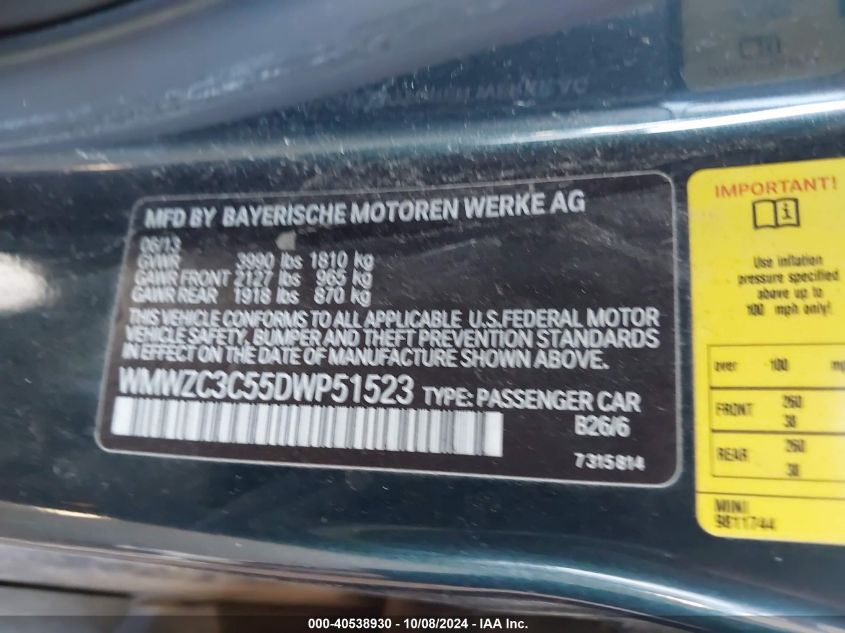 MFD BY BAYERISCHE MOTOREN WERKE AG
06/13
GVWR 3990 lbs 1810 kg
GAWR FRONT 2127 lbs 965 kg
GAWR REAR 1918 lbs 870 kg
THIS VEHICLE CONFORMS TO ALL APPLICABLE U.S.FEDERAL MOTOR
VEHICLE SAFETY, BUMPER AND THEFT PREVENTION STANDARDS
IN EFFECT ON THE DATE OF MANUFACTURE SHOWN ABOVE.
WMWZC3C55DWP51523 TYPE: PASSENGER CAR
B26/6
7315814
IMPORTANT!
Use inflation
pressure specified
above up to
100 mph only!
over 100
FRONT 260
38
REAR 260
38
MINI
9811744
000-40538930 - 10/08/2024 - IAA Inc.